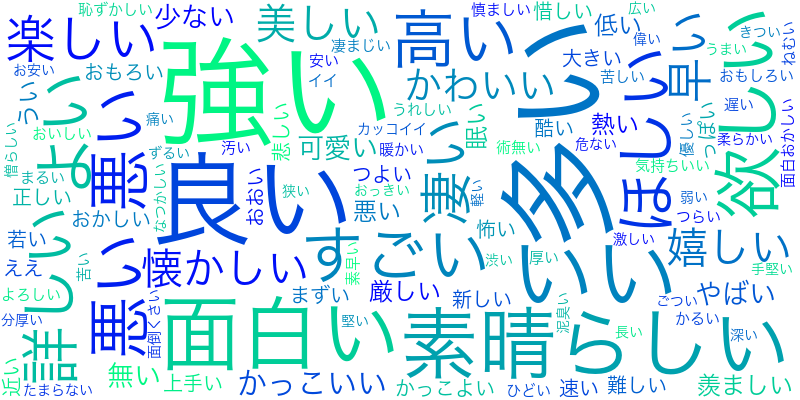 恥ずかしい
少ない
美しい
慎ましい
惜しい
広い
楽しい
凄まじい
高い
低い
偉い
きつい
ねむい
お安い
おもろい
安い
イイ
強い
かわいい
大きい
うまい
おもしろい
早い
苦しい
うれしい
いい
うい
痛い
カッコイイ
眠い
酷い
熱い
遅い
欲しい
憎らしい
おいしい
よい
悪い
ずるい
汚い
悲しい
可愛い
暖かい
術無い
危ない
優しい
っぽい
柔らかい
面白おかしい
まるい
正しい
なつかしい
良い
おおい
狭い
つよい
おっきい
凄い
軽い
多い
ほしい
気持ちいい
弱い
つらい
おかしい
悪い
怖い
激しい
若い
ええ
苦い
悪い
懐かしい
素早い
すごい
渋い
厚い
嬉しい
手堅い
よろしい
詳しい
面倒くさい
まずい
厳しい
新しい
泥臭い
ごつい
やばい
分厚い
面白い
堅い
素晴らしい
長い
かるい
深い
近い
たまらない
無い
上手い
かっこいい
かっこよい
ひどい
速い
難しい
羨ましい
しい